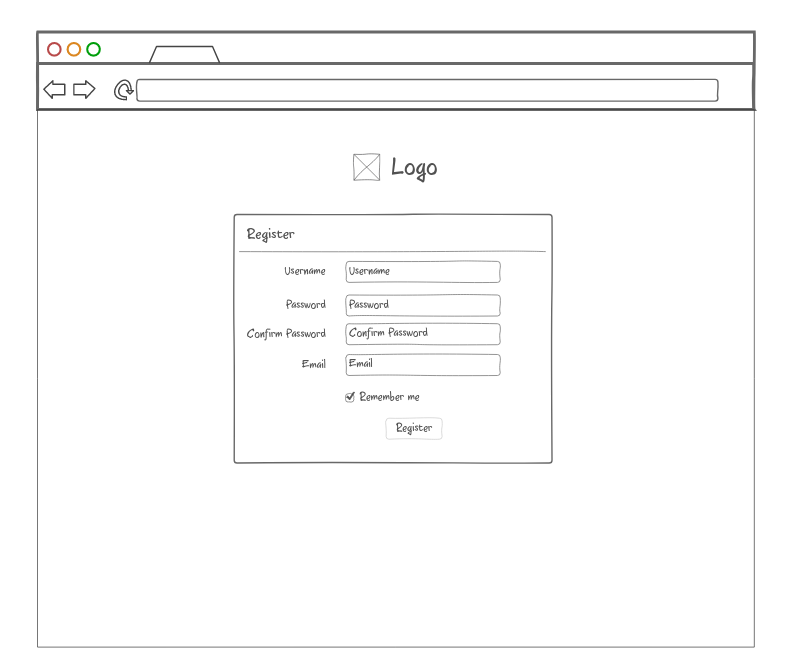 Logo
Register
Username Username
Password Password
Confirm Password Confirm Password
Email Email
Remember me
Register